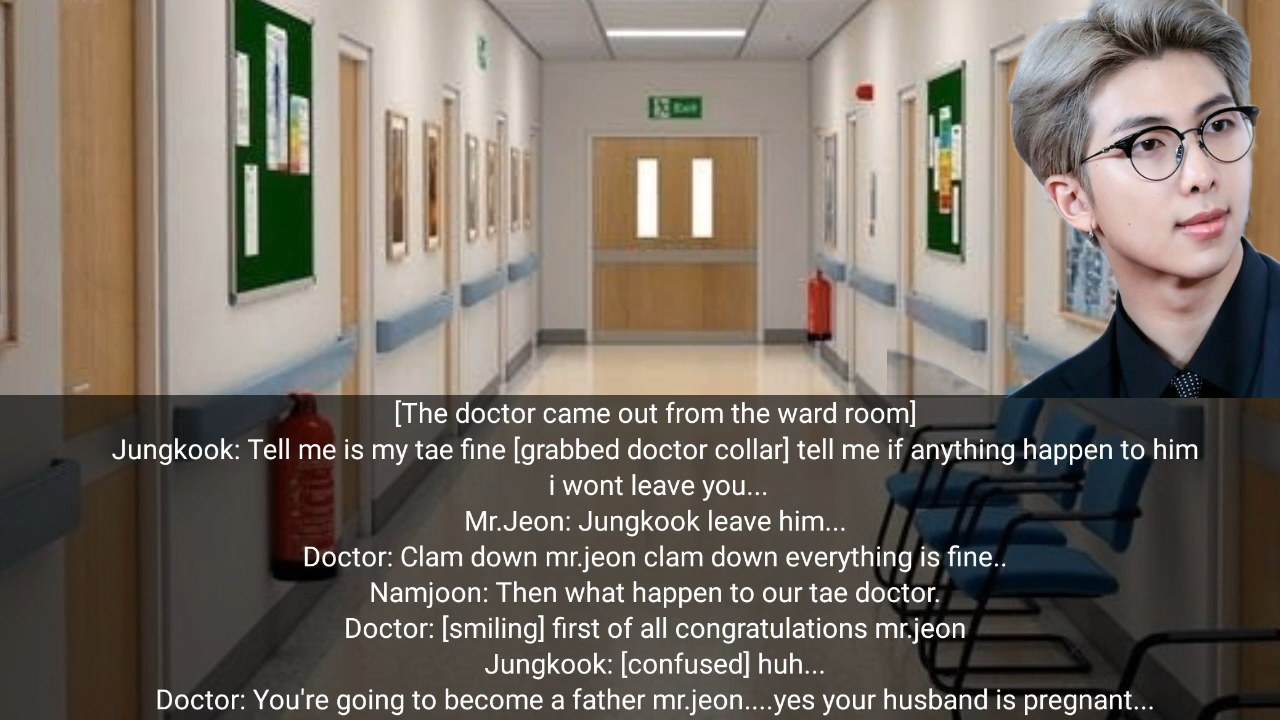 Exit
[The doctor came out from the ward room]
Jungkook: Tell me is my tae fine [grabbed doctor collar] tell me if anything happen to him
i wont leave you...
Mr.Jeon: Jungkook leave him...
Doctor: Clam down mr.jeon clam down everything is fine..
Namjoon: Then what happen to our tae doctor.
Doctor: [smiling] first of all congratulations mr.jeon
Jungkook: [confused] huh...
Doctor: You're going to become a father mr.jeon....yes your husband is pregnant...